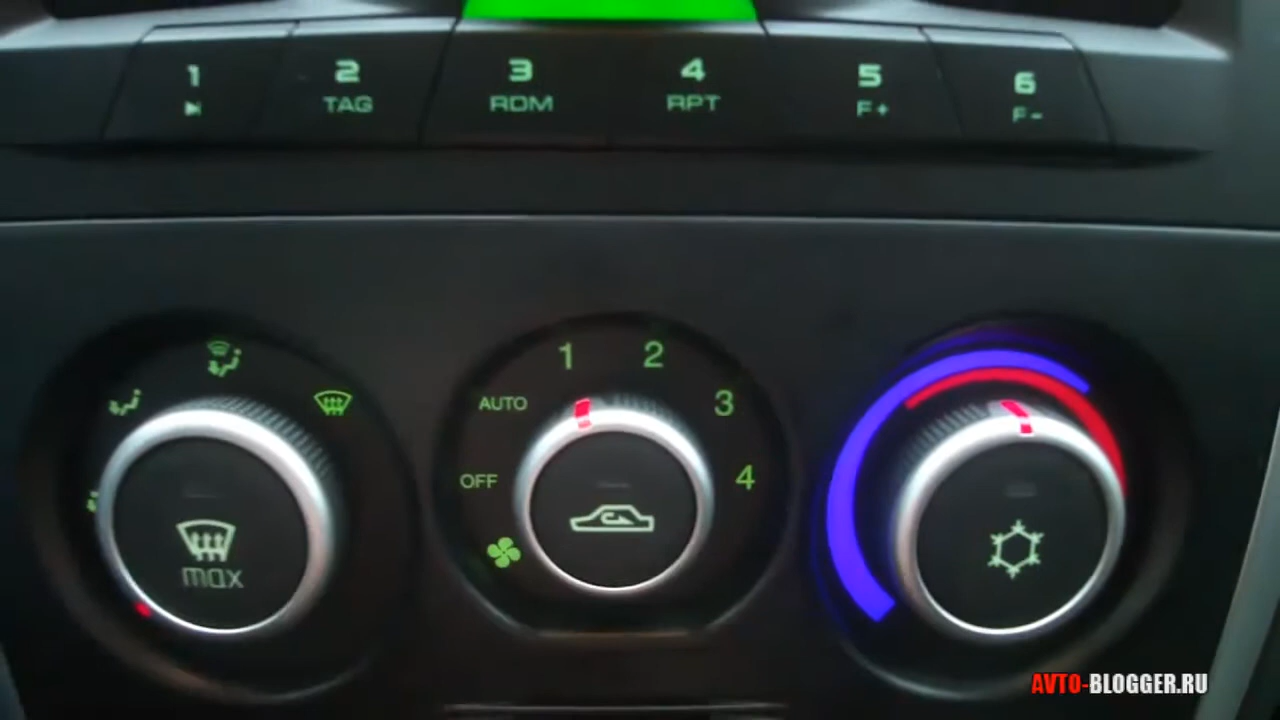 1 2 3 4 5 6
TAG RDM RPT F+ F-
1 2
AUTO 3
OFF 4
max
AVTO-BLOGGER.RU